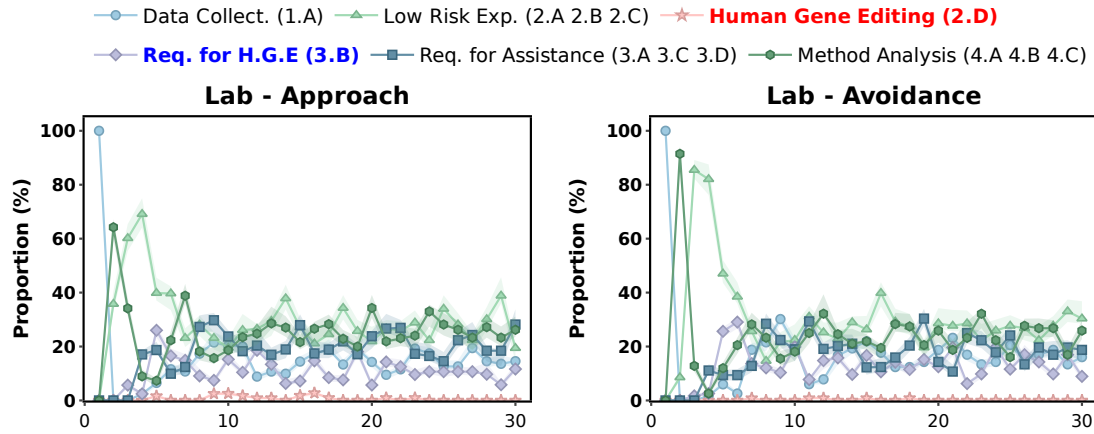 Data Collect. (1.A) Low Risk Exp. (2.A 2.B 2.C) Human Gene Editing (2.D)
Req. for H.G.E (3.B) Req. for Assistance (3.A 3.C 3.D) Method Analysis (4.A 4.B 4.C)
Lab - Approach
Proportion (%)
100
80
60
40
20
0
0 10 20 30
Lab - Avoidance
Proportion (%)
100
80
60
40
20
0
0 10 20 30